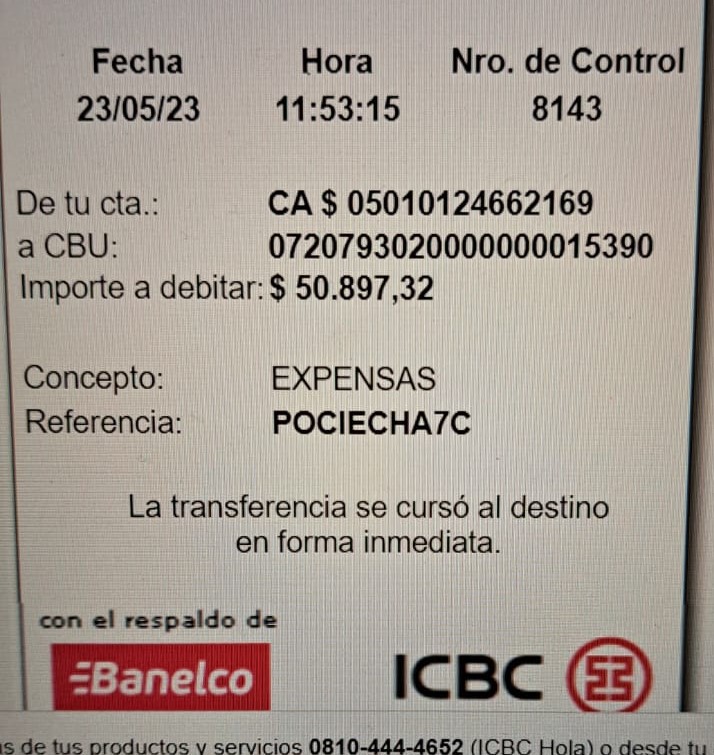 Fecha Hora Nro. de Control
23/05/23 11:53:15 8143
De tu cta.: CA $ 05010124662169
a CBU: 0720793020000000015390
Importe a debitar: $ 50.897,32
Concepto: EXPENSAS
Referencia: POCIECHA7C
La transferencia se cursó al destino
en forma inmediata.
con el respaldo de
Banelco ICBC
de tus productos y servicios 0810-444-4652 (ICBC Hola) o desde tu